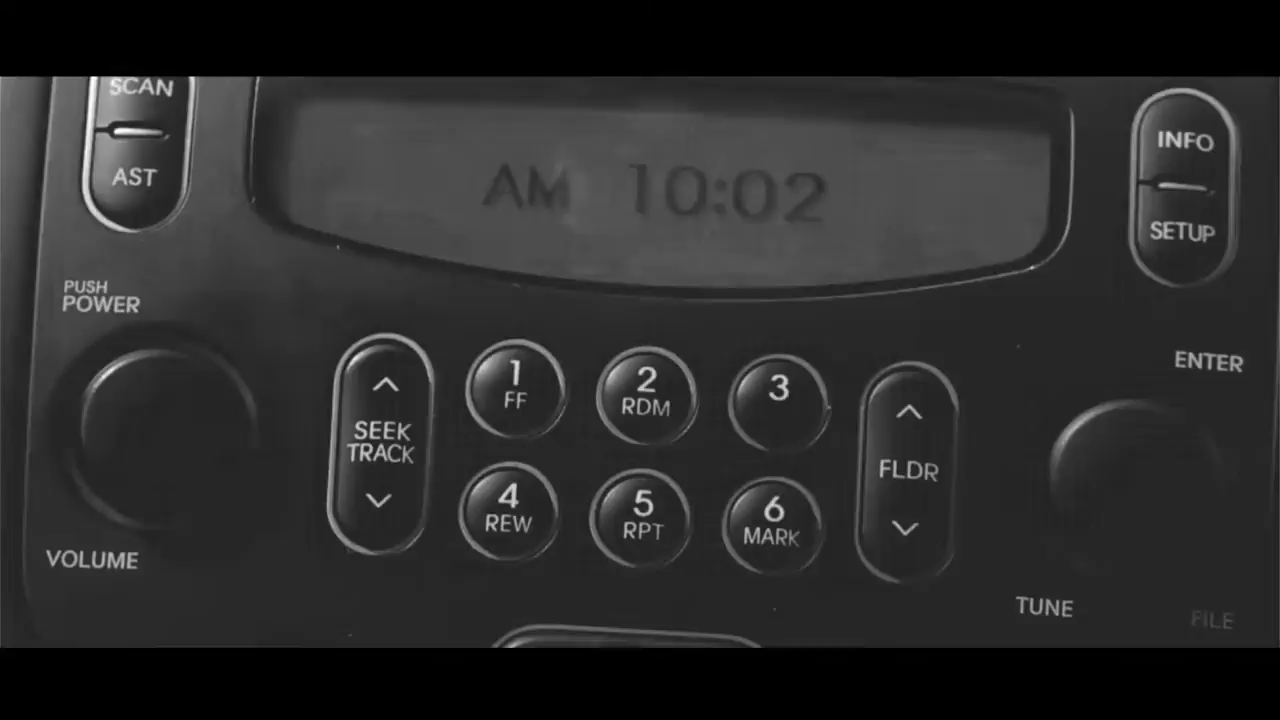 SCAN
AST
AM 10:02
INFO
SETUP
PUSH
POWER
VOLUME
SEEK
TRACK
1
FF
2
RDM
3
4
REW
5
RPT
6
MARK
FLDR
ENTER
TUNE
FILE